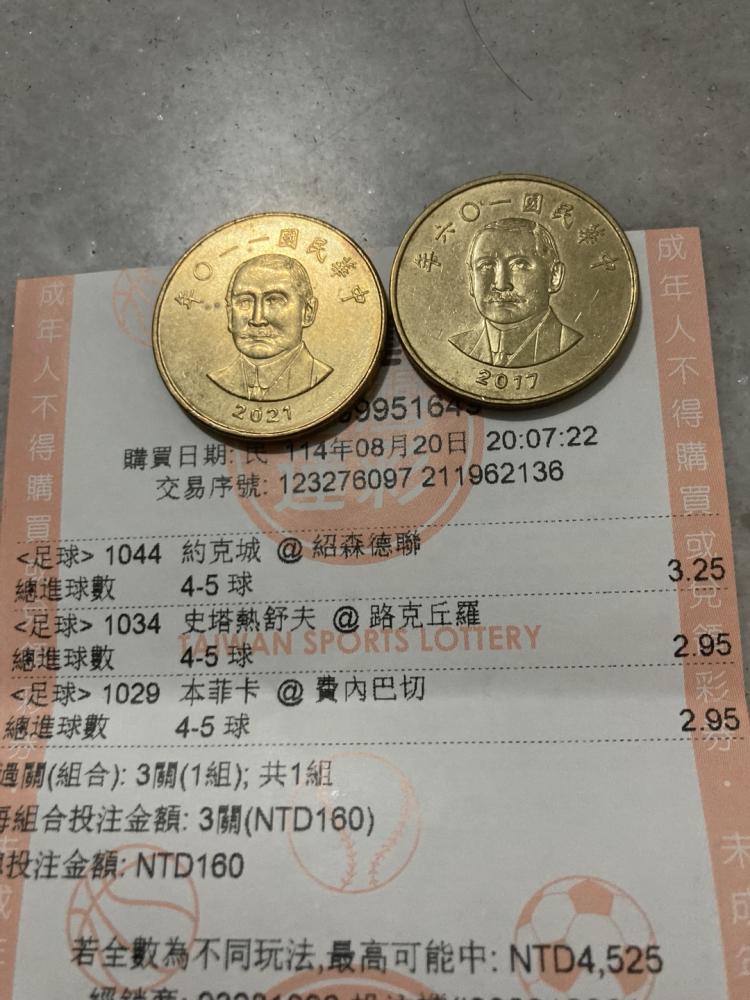 中華民國一一〇年
2021
中華民國一〇六年
2017
995164
購買日期: 民 114年08月20日 20:07:22
交易序號: 123276097 211962136
<足球> 1044 約克城 @ 紹森德聯
總進球數 4-5 球 3.25
<足球> 1034 史塔熱舒夫 @ 路克丘羅
TAIWAN SPORTS LOTTERY
總進球數 4-5 球 2.95
<足球> 1029 本菲卡 @ 費內巴切
總進球數 4-5 球 2.95
過關(組合): 3關(1組); 共1組
每組合投注金額: 3關(NTD160)
投注金額: NTD160
若全數為不同玩法,最高可能中: NTD4,525
經銷商:
成年人不得購買
成年人不得購買或兌領彩券 · 未成年